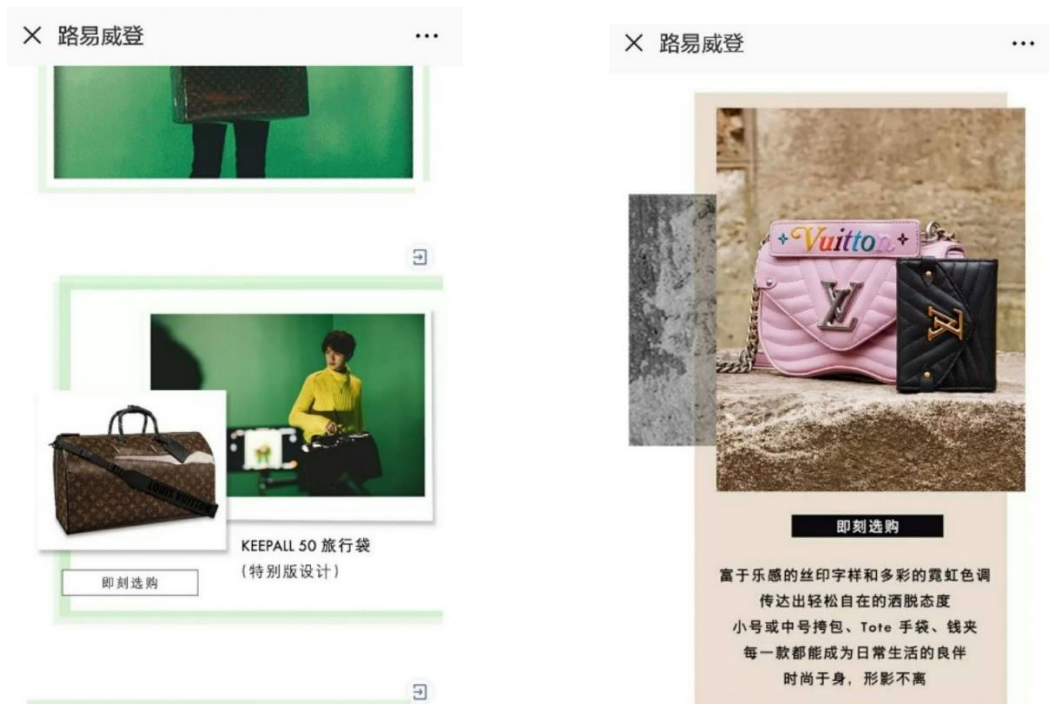 路易威登
KEEPALL 50 旅行袋
(特别版设计)
即刻选购
LOUIS VUITTON
路易威登
Vuitton
LV
即刻选购
富于乐感的丝印字样和多彩的霓虹色调
传达出轻松自在的洒脱态度
小号或中号挎包、Tote 手袋、钱夹
每一款都能成为日常生活的良伴
时尚于身，形影不离